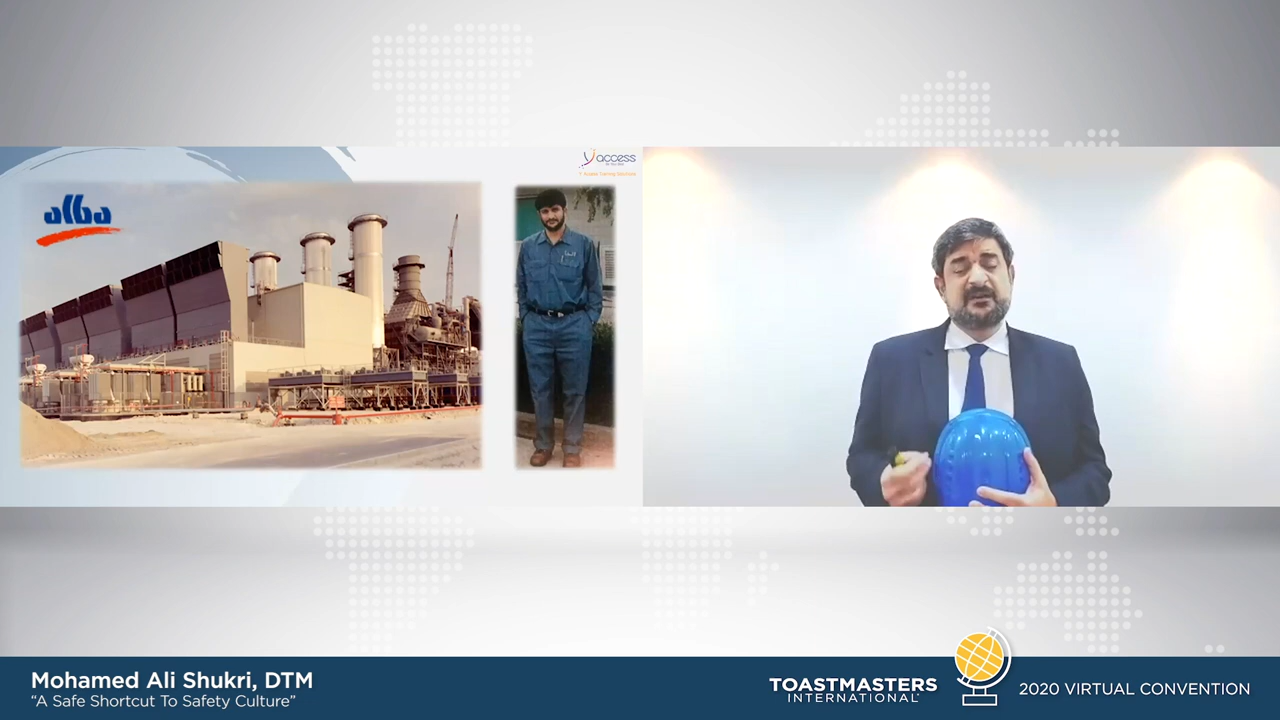 alba
access
Mohamed Ali Shukri, DTM
“A Safe Shortcut To Safety Culture”
TOASTMASTERS
INTERNATIONAL
2020 VIRTUAL CONVENTION